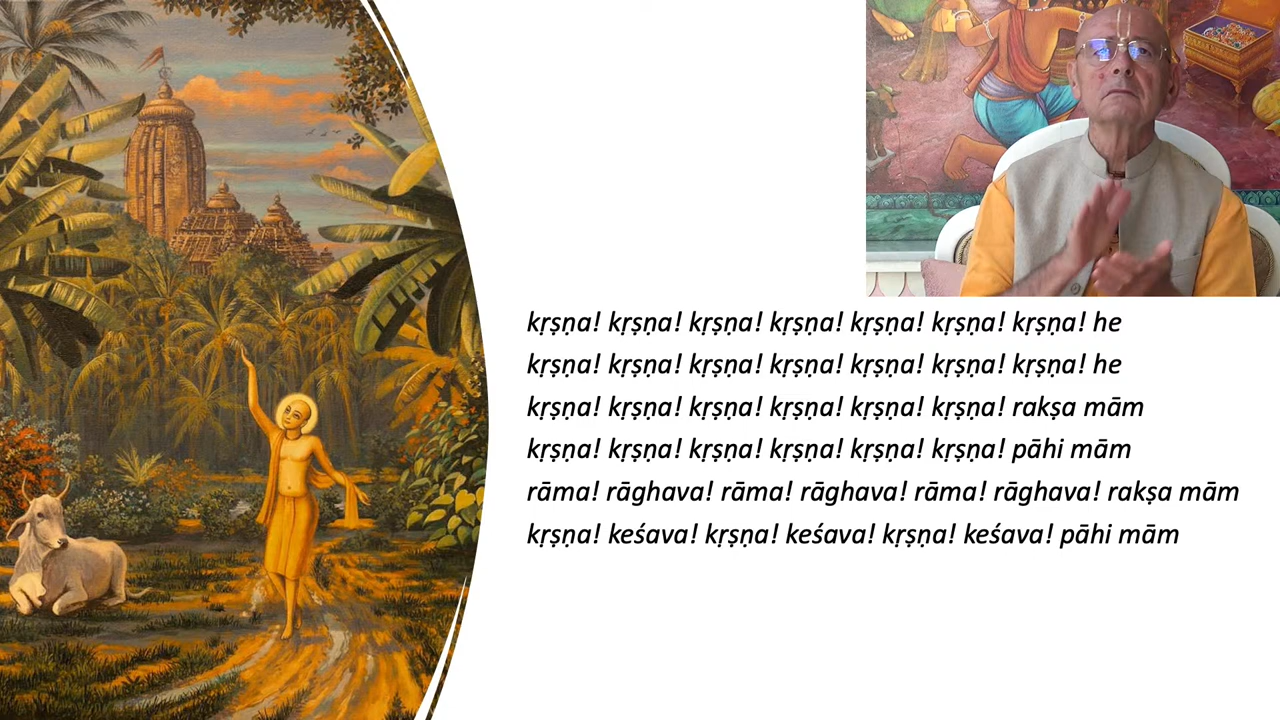 kṛṣṇa! kṛṣṇa! kṛṣṇa! kṛṣṇa! kṛṣṇa! kṛṣṇa! kṛṣṇa! he
kṛṣṇa! kṛṣṇa! kṛṣṇa! kṛṣṇa! kṛṣṇa! kṛṣṇa! kṛṣṇa! he
kṛṣṇa! kṛṣṇa! kṛṣṇa! kṛṣṇa! kṛṣṇa! kṛṣṇa! rakṣa mām
kṛṣṇa! kṛṣṇa! kṛṣṇa! kṛṣṇa! kṛṣṇa! kṛṣṇa! pāhi mām
rāma! rāghava! rāma! rāghava! rāma! rāghava! rakṣa mām
kṛṣṇa! keśava! kṛṣṇa! keśava! kṛṣṇa! keśava! pāhi mām